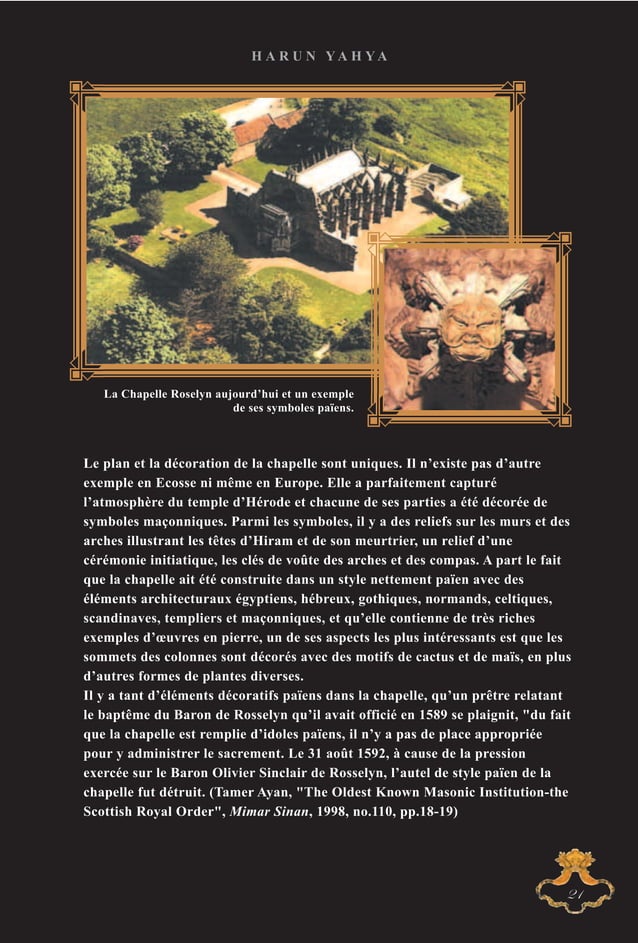 HARUN YAHYA
La Chapelle Roselyn aujourd’hui et un exemple
de ses symboles païens.
Le plan et la décoration de la chapelle sont uniques. Il n’existe pas d’autre
exemple en Ecosse ni même en Europe. Elle a parfaitement capturé
l’atmosphère du temple d’Hérode et chacune de ses parties a été décorée de
symboles maçonniques. Parmi les symboles, il y a des reliefs sur les murs et des
arches illustrant les têtes d’Hiram et de son meurtrier, un relief d’une
cérémonie initiatique, les clés de voûte des arches et des compas. A part le fait
que la chapelle ait été construite dans un style nettement païen avec des
éléments architecturaux égyptiens, hébreux, gothiques, normands, celtiques,
scandinaves, templiers et maçonniques, et qu’elle contienne de très riches
exemples d’œuvres en pierre, un de ses aspects les plus intéressants est que les
sommets des colonnes sont décorés avec des motifs de cactus et de maïs, en plus
d’autres formes de plantes diverses.
Il y a tant d’éléments décoratifs païens dans la chapelle, qu’un prêtre relatant
le baptême du Baron de Rosselyn qu’il avait officié en 1589 se plaignit, "du fait
que la chapelle est remplie d’idoles païens, il n’y a pas de place appropriée
pour y administrer le sacrement. Le 31 août 1592, à cause de la pression
exercée sur le Baron Olivier Sinclair de Rosselyn, l’autel de style païen de la
chapelle fut détruit. (Tamer Ayan, "The Oldest Known Masonic Institution-the
Scottish Royal Order", Mimar Sinan, 1998, no.110, pp.18-19)
21